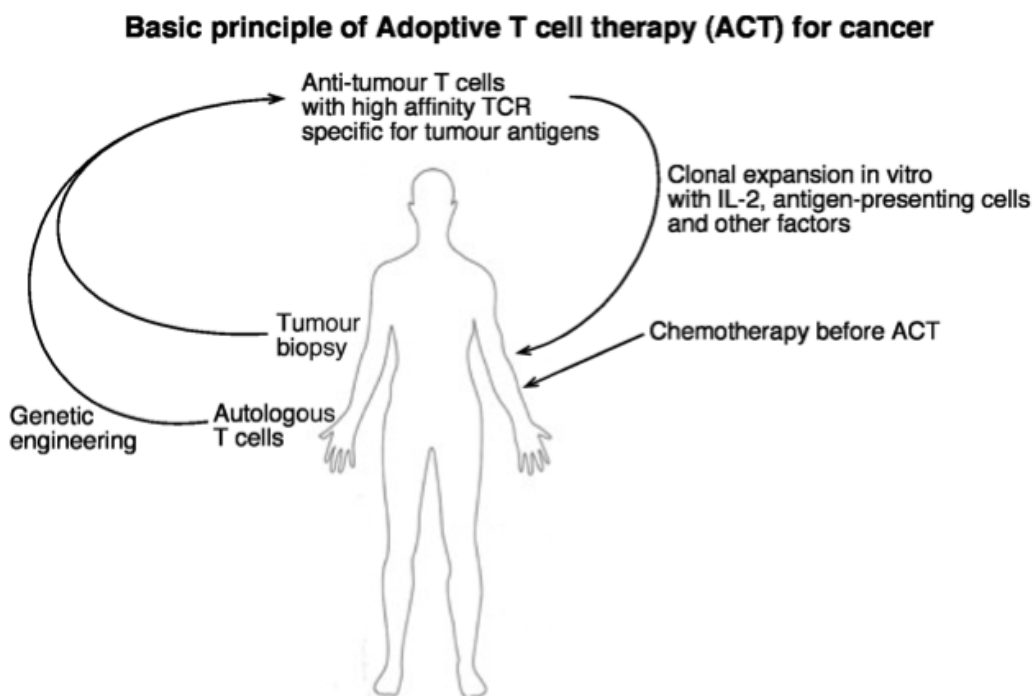 Basic principle of Adoptive T cell therapy (ACT) for cancer
Anti-tumour T cells
with high affinity TCR
specific for tumour antigens
Clonal expansion in vitro
with IL-2, antigen-presenting cells
and other factors
Tumour
biopsy
Chemotherapy before ACT
Genetic
engineering
Autologous
T cells